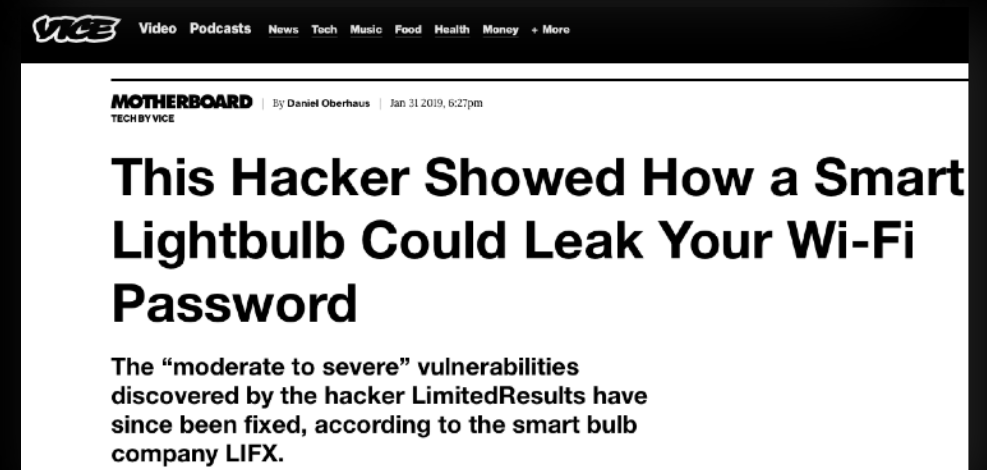 VICE Video Podcasts News Tech Music Food Health Money + More
MOTHERBOARD | By Daniel Oberhaus | Jan 31 2019, 6:27pm
TECH BY VICE
This Hacker Showed How a Smart
Lightbulb Could Leak Your Wi-Fi
Password
The “moderate to severe” vulnerabilities
discovered by the hacker LimitedResults have
since been fixed, according to the smart bulb
company LIFX.